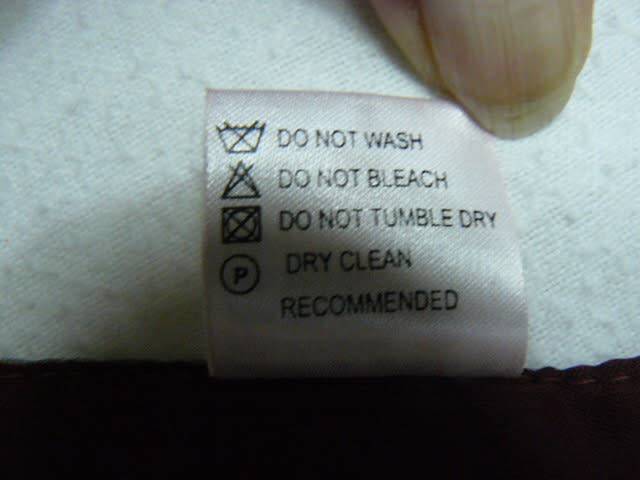 DO NOT WASH
DO NOT BLEACH
DO NOT TUMBLE DRY
P DRY CLEAN
RECOMMENDED